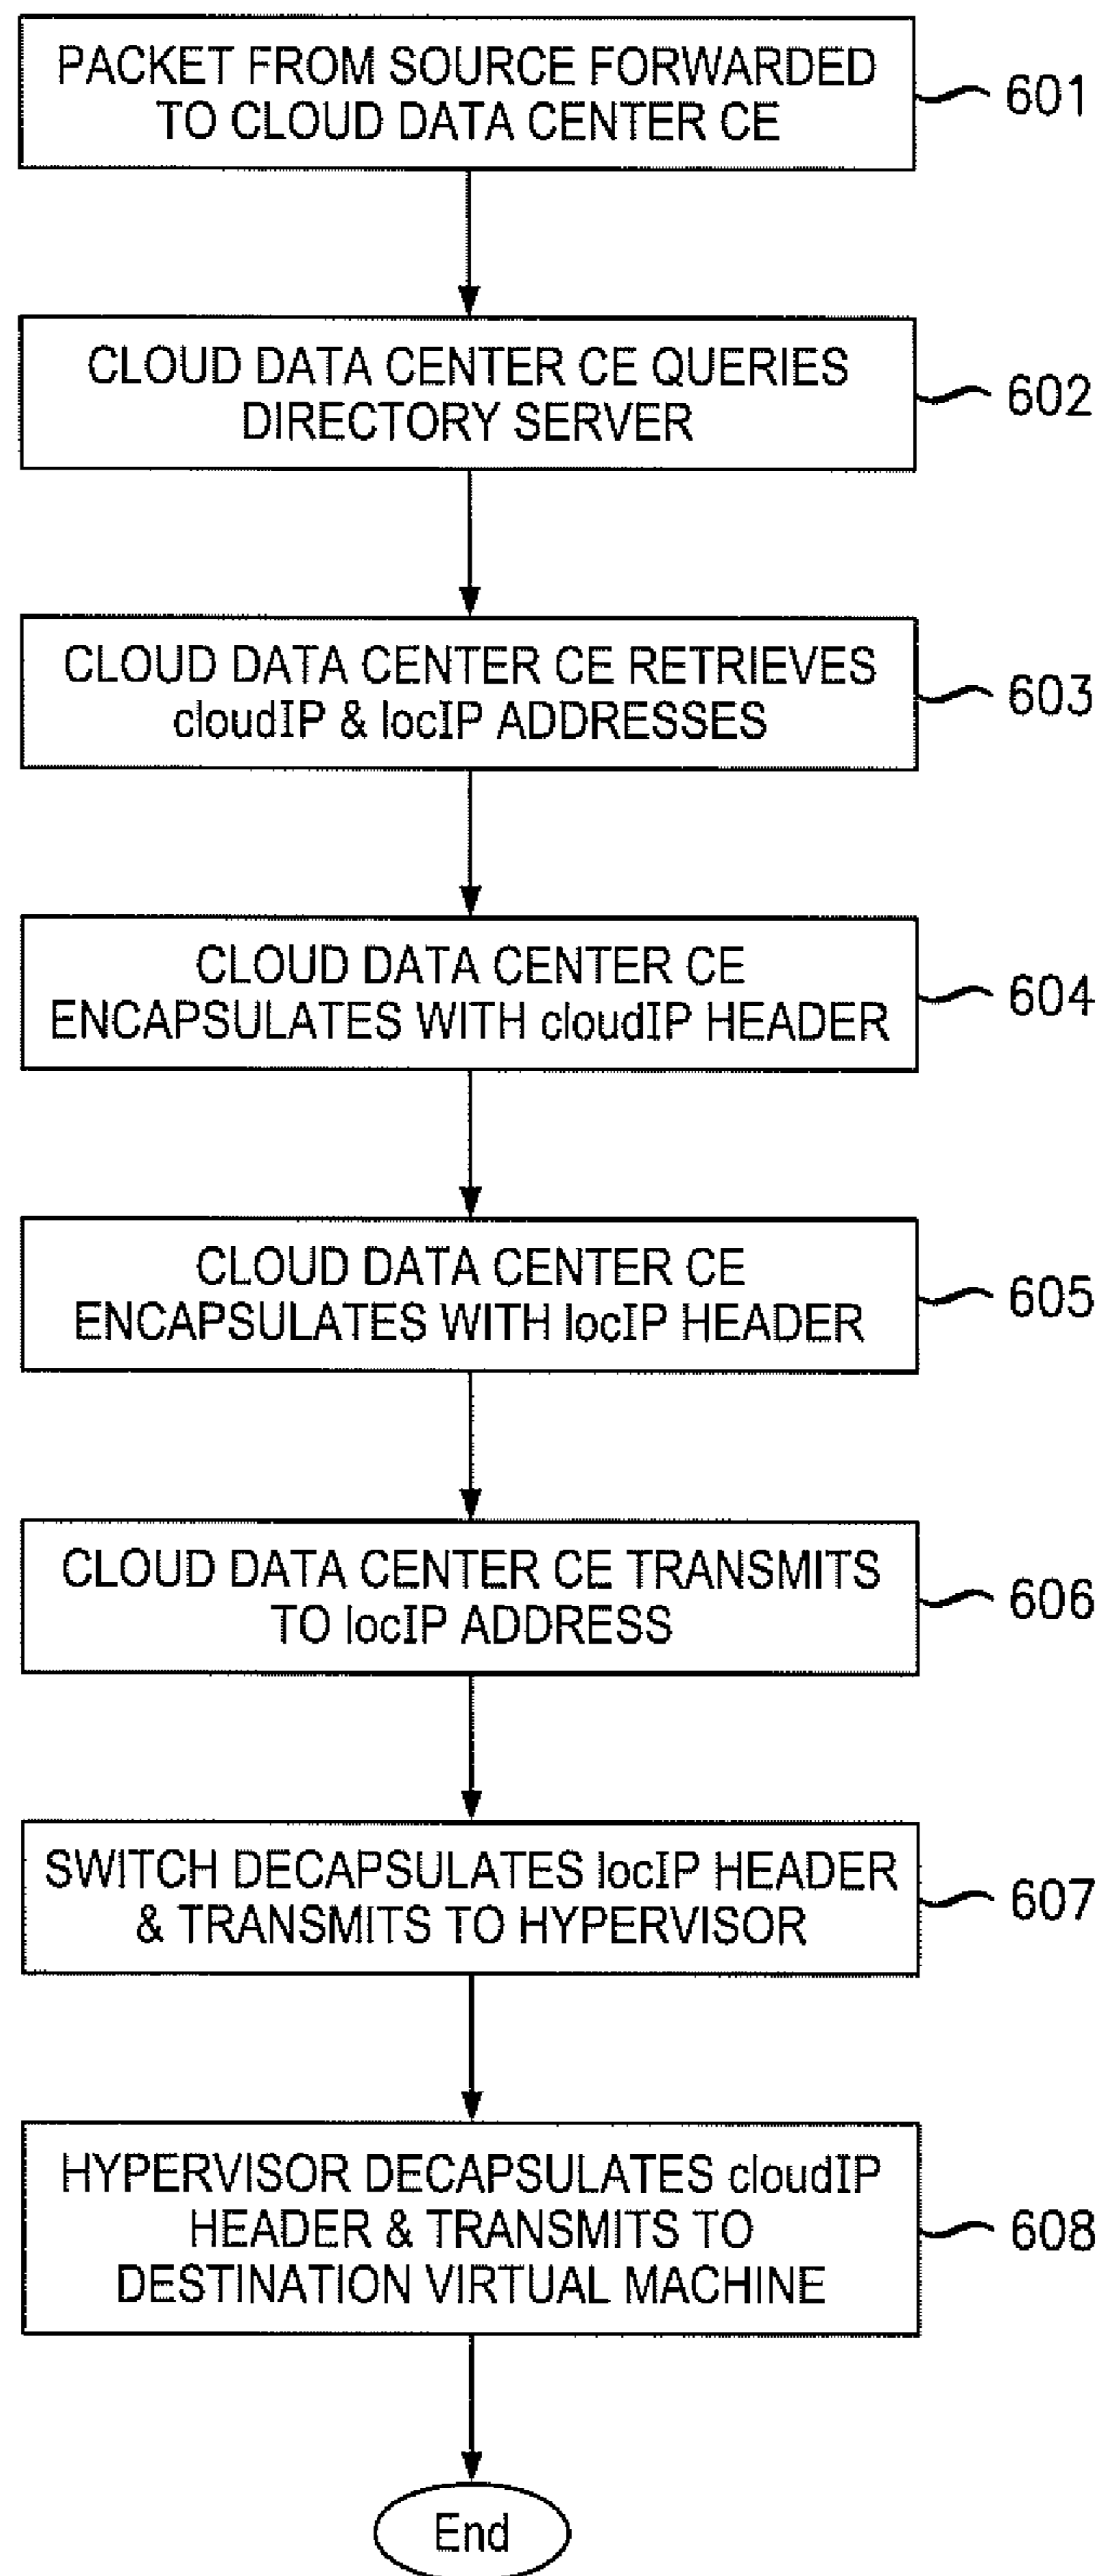 PACKET FROM SOURCE FORWARDED
TO CLOUD DATA CENTER CE
601
CLOUD DATA CENTER CE QUERIES
DIRECTORY SERVER
602
CLOUD DATA CENTER CE RETRIEVES
cloudIP & locIP ADDRESSES
603
CLOUD DATA CENTER CE
ENCAPSULATES WITH cloudIP HEADER
604
CLOUD DATA CENTER CE
ENCAPSULATES WITH locIP HEADER
605
CLOUD DATA CENTER CE TRANSMITS
TO locIP ADDRESS
606
SWITCH DECAPSULATES locIP HEADER
& TRANSMITS TO HYPERVISOR
607
HYPERVISOR DECAPSULATES cloudIP
HEADER & TRANSMITS TO
DESTINATION VIRTUAL MACHINE
608
End